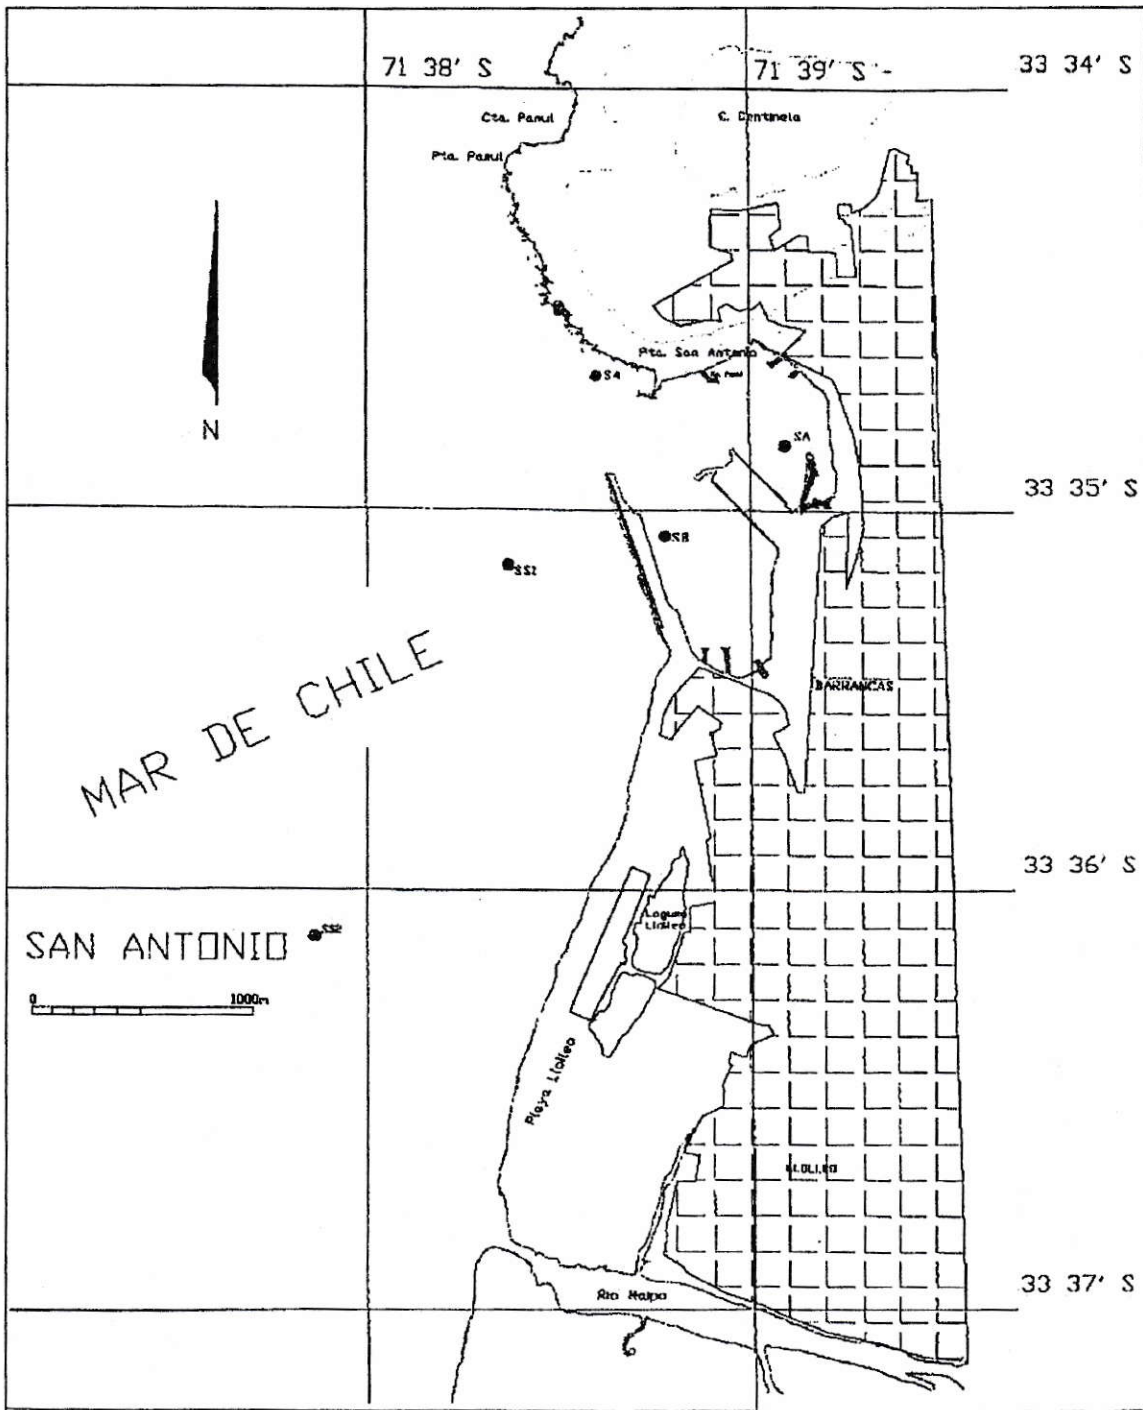 71 38' S
71 39' S
33 34' S
Cta. Panul
C. Centinela
Pta. Panul
N
Pta. San Antonio
S4
SA
33 35' S
SB
SS1
MAR DE CHILE
BARRANCAS
33 36' S
Laguna
Llolleo
SAN ANTONIO
SS2
0
1000m
Playa Llolleo
LLOLLEO
33 37' S
Rio Maipo